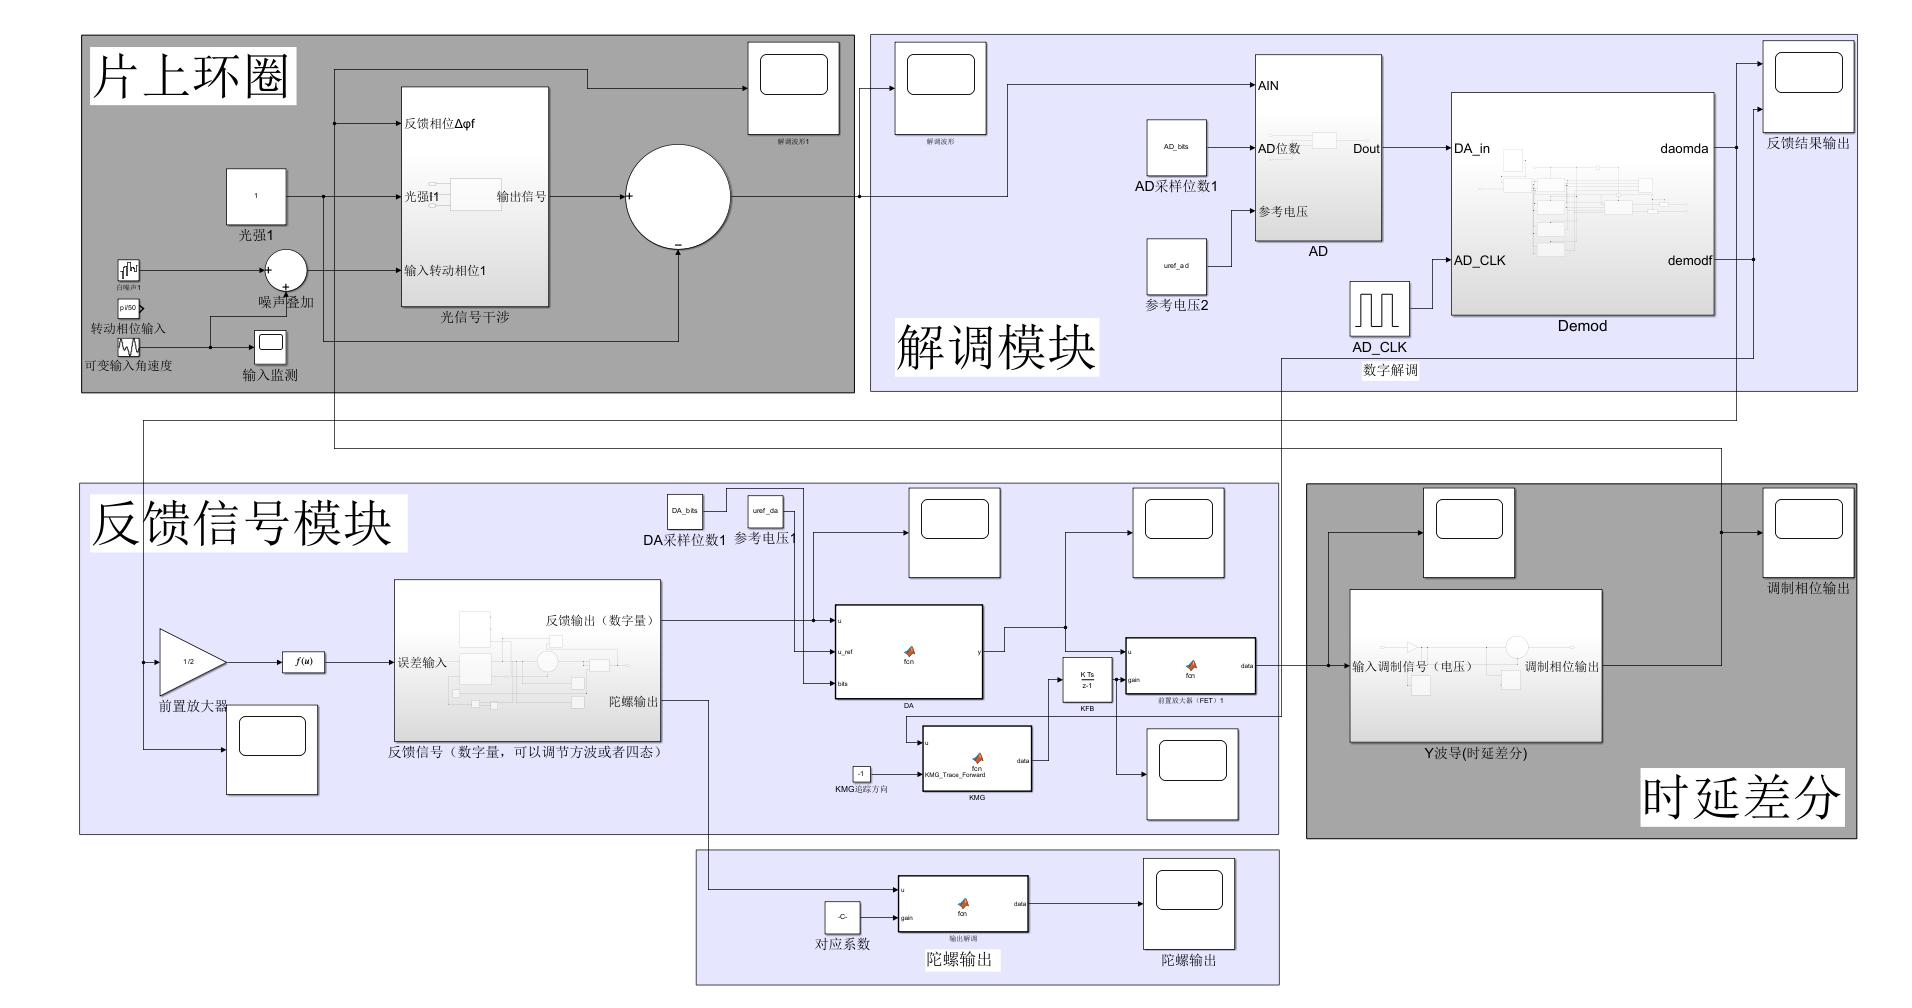 片上环圈
反馈相位Δφf
光强I1
输出信号
输入转动相位1
光信号干涉
1
光强1
白噪声1
噪声叠加
pi/50
转动相位输入
可变输入角速度
输入监测
解调波形1
解调波形
解调模块
AIN
AD位数
Dout
参考电压
AD
AD_bits
AD采样位数1
uref_ad
参考电压2
AD_CLK
数字解调
DA_in
daomda
AD_CLK
demodf
Demod
反馈结果输出
反馈信号模块
DA_bits
DA采样位数1
uref_da
参考电压1
1/2
前置放大器
f(u)
误差输入
反馈输出（数字量）
陀螺输出
反馈信号（数字量，可以调节方波或者四态）
u
u_ref
bits
fcn
y
DA
K Ts
z-1
KFB
u
gain
fcn
data
前置放大器（FET）1
-1
KMG追踪方向
u
KMG_Trace_Forward
fcn
data
KMG
输入调制信号（电压）
调制相位输出
Y波导(时延差分)
调制相位输出
时延差分
-C-
对应系数
u
gain
fcn
data
输出解调
陀螺输出
陀螺输出